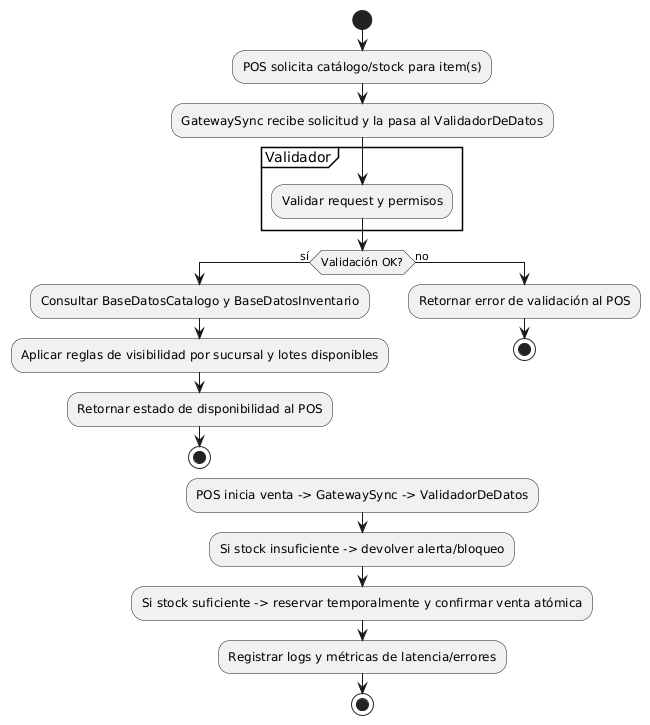 POS solicita catálogo/stock para item(s)
GatewaySync recibe solicitud y la pasa al ValidadorDeDatos
Validador
Validar request y permisos
sí
Validación OK?
no
Consultar BaseDatosCatalogo y BaseDatosInventario
Retornar error de validación al POS
Aplicar reglas de visibilidad por sucursal y lotes disponibles
Retornar estado de disponibilidad al POS
POS inicia venta -> GatewaySync -> ValidadorDeDatos
Si stock insuficiente -> devolver alerta/bloqueo
Si stock suficiente -> reservar temporalmente y confirmar venta atómica
Registrar logs y métricas de latencia/errores